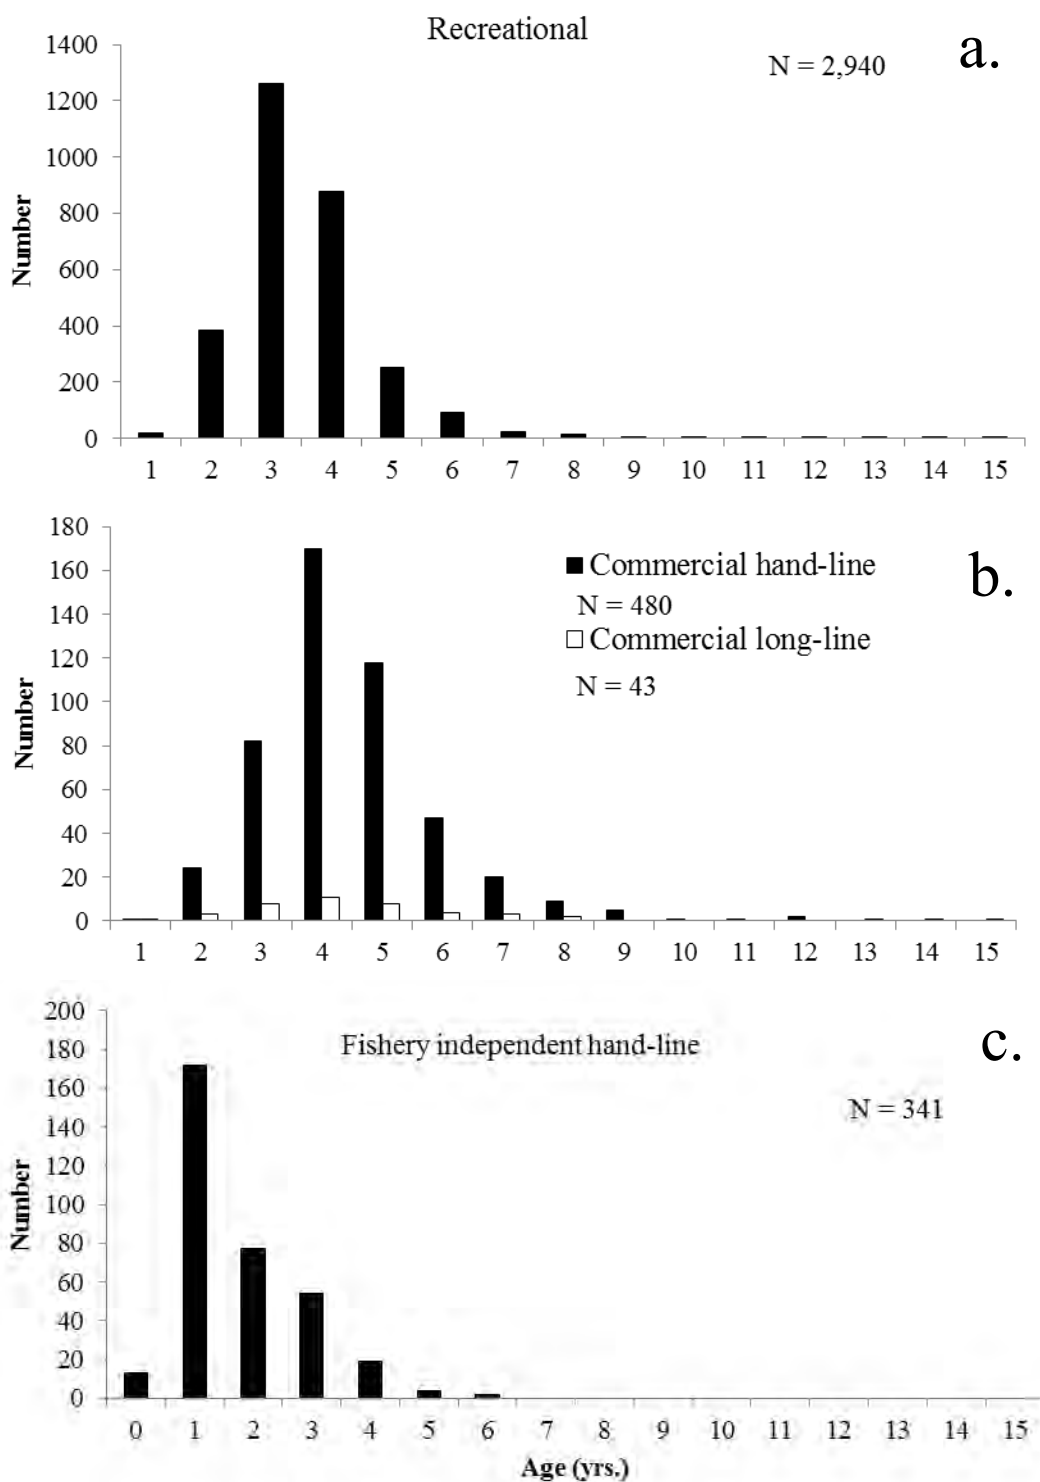 Recreational
a.
N = 2,940
1400
1200
1000
800
600
400
200
0
Number
1 2 3 4 5 6 7 8 9 10 11 12 13 14 15
b.
Commercial hand-line
N = 480
Commercial long-line
N = 43
180
160
140
120
100
80
60
40
20
0
Number
1 2 3 4 5 6 7 8 9 10 11 12 13 14 15
c.
Fishery independent hand-line
N = 341
200
180
160
140
120
100
80
60
40
20
0
Number
0 1 2 3 4 5 6 7 8 9 10 11 12 13 14 15
Age (yrs.)